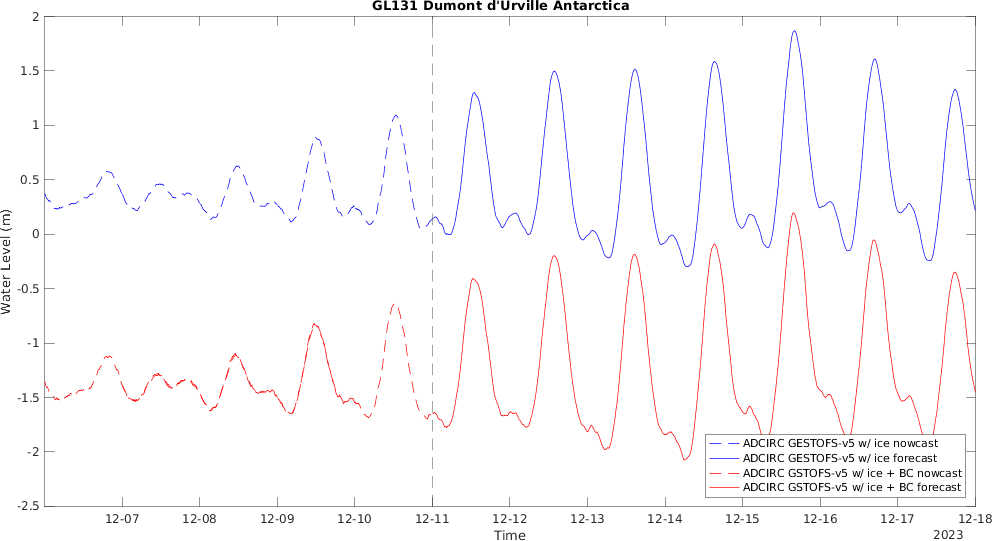 GL131 Dumont d'Urville Antarctica
2
1.5
1
0.5
0
-0.5
-1
-1.5
-2
-2.5
Water Level (m)
ADCIRC GESTOFS-v5 w/ ice nowcast
ADCIRC GESTOFS-v5 w/ ice forecast
ADCIRC GSTOFS-v5 w/ ice + BC nowcast
ADCIRC GSTOFS-v5 w/ ice + BC forecast
12-07 12-08 12-09 12-10 12-11 12-12 12-13 12-14 12-15 12-16 12-17 12-18
Time
2023